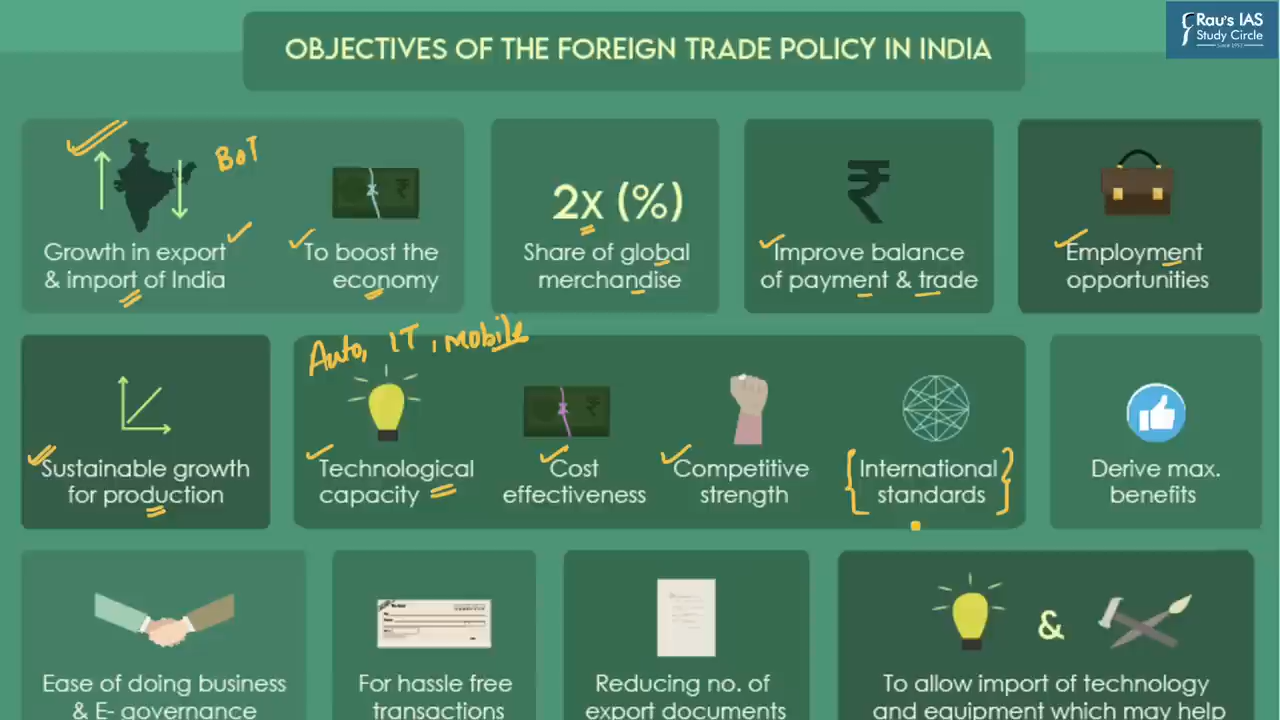 Rau's IAS
Study Circle
Since 1953
OBJECTIVES OF THE FOREIGN TRADE POLICY IN INDIA
BOT
Growth in export
& import of India
To boost the
economy
2x (%)
Share of global
merchandise
₹
Improve balance
of payment & trade
Employment
opportunities
Auto, IT, mobile
Sustainable growth
for production
Technological
capacity
Cost
effectiveness
Competitive
strength
International
standards
Derive max.
benefits
Ease of doing business
& E- governance
For hassle free
transactions
Reducing no. of
export documents
&
To allow import of technology
and equipment which may help